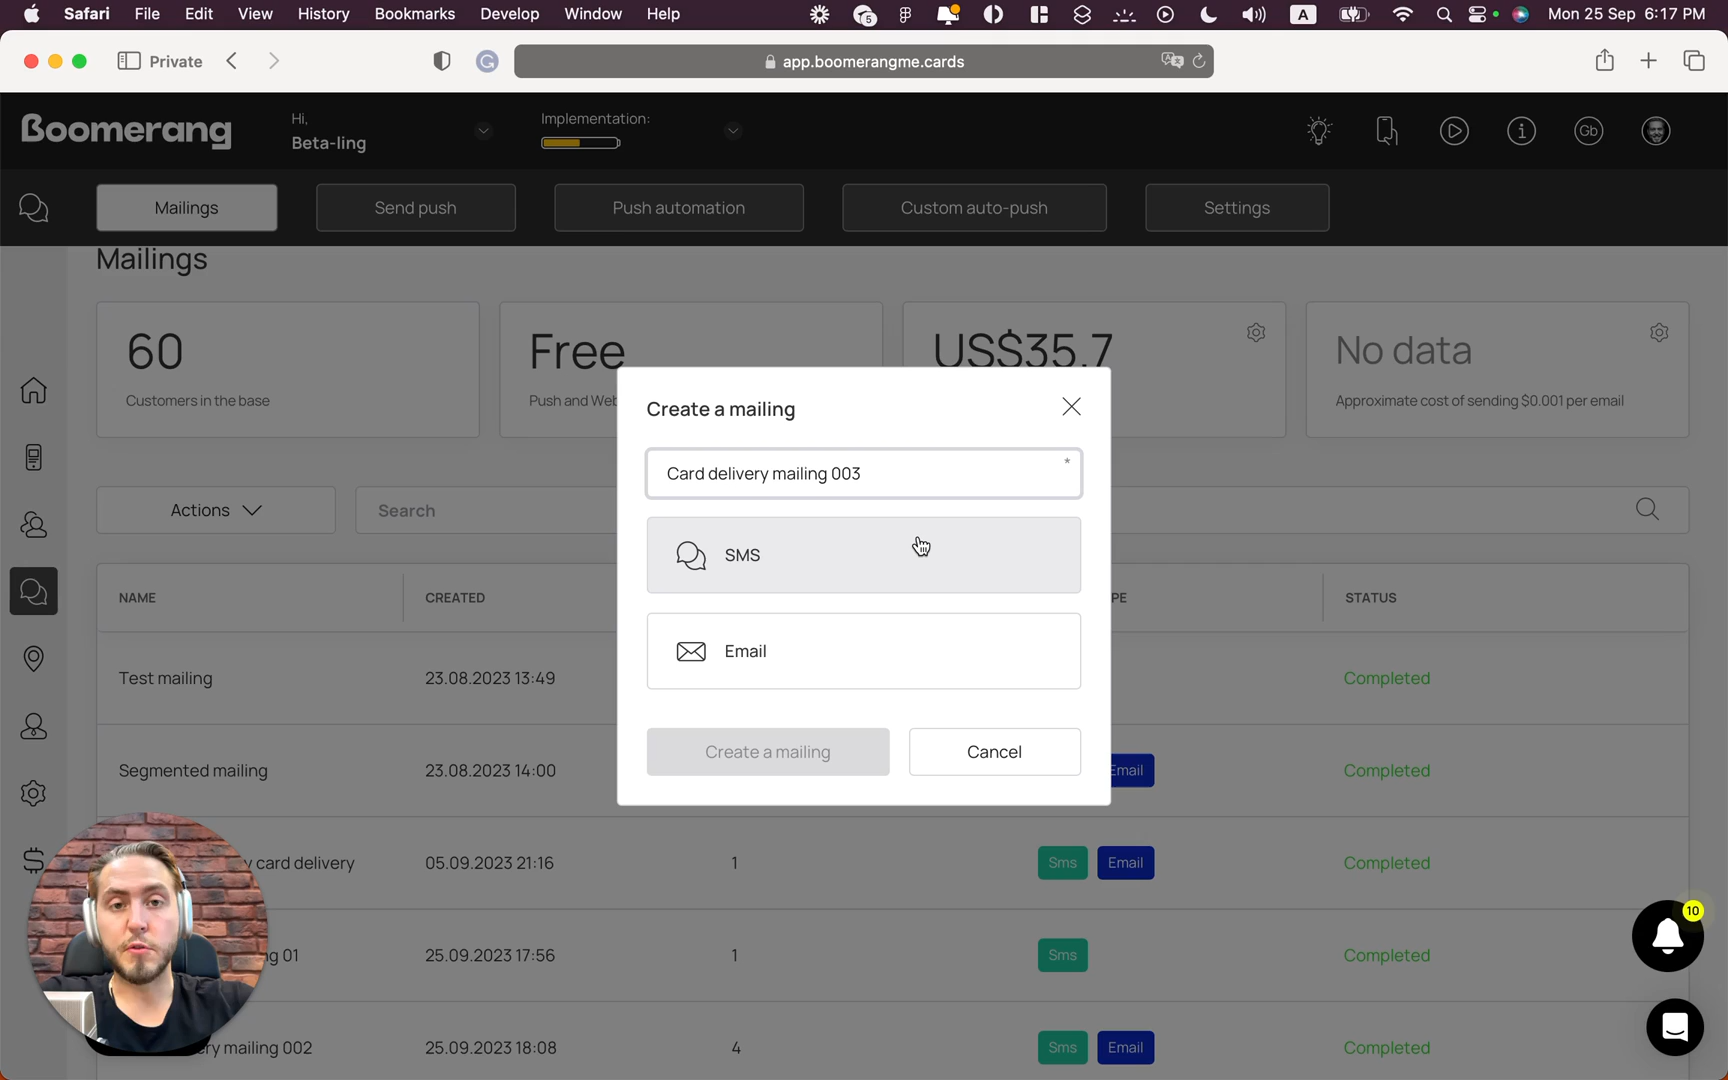 Safari File Edit View History Bookmarks Develop Window Help 5 A Mon 25 Sep 6:17 PM
Private app.boomerangme.cards
Boomerang
Hi,
Beta-ling
Implementation:
Gb
Mailings Send push Push automation Custom auto-push Settings
Mailings
60
Customers in the base
Free
Push and Web
US$35.7
No data
Approximate cost of sending $0.001 per email
Create a mailing
Card delivery mailing 003 *
SMS
Email
Create a mailing Cancel
Actions Search
NAME CREATED PE STATUS
Test mailing 23.08.2023 13:49 Completed
Segmented mailing 23.08.2023 14:00 Email Completed
y card delivery 05.09.2023 21:16 1 Sms Email Completed
ng 01 25.09.2023 17:56 1 Sms Completed
ery mailing 002 25.09.2023 18:08 4 Sms Email Completed
10